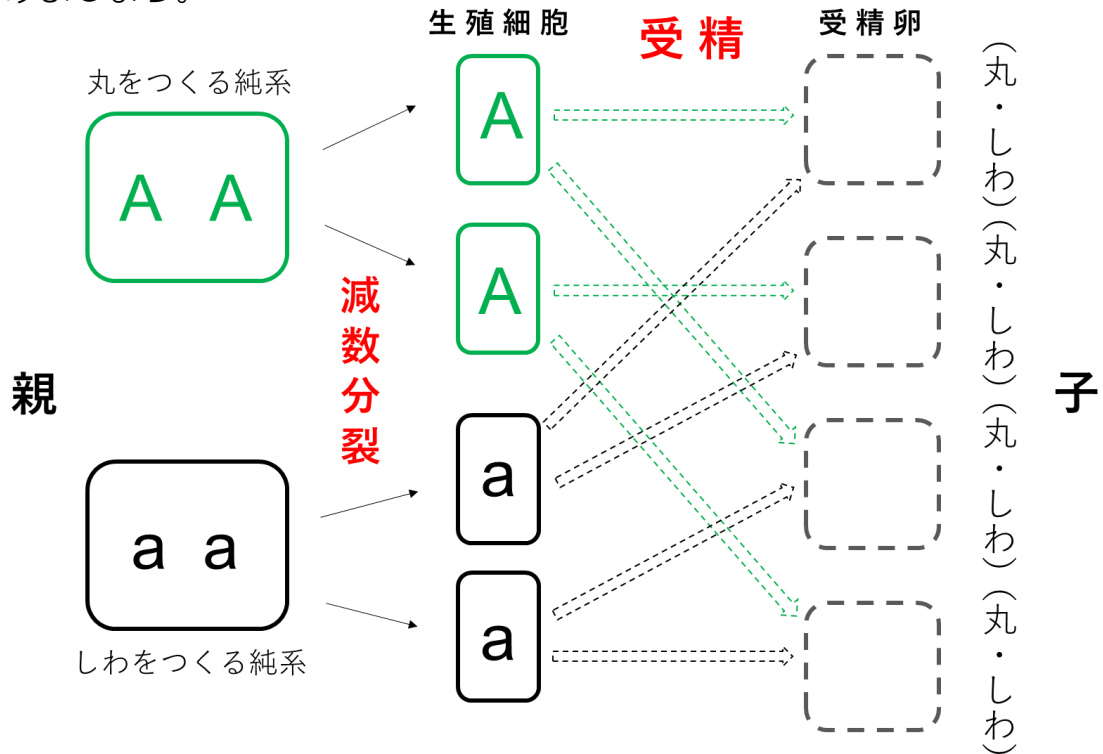 生殖細胞
受精
受精卵
丸をつくる純系
A A
減数分裂
親
a a
しわをつくる純系
A
A
a
a
(丸・しわ)
(丸・しわ)
(丸・しわ)
(丸・しわ)
子